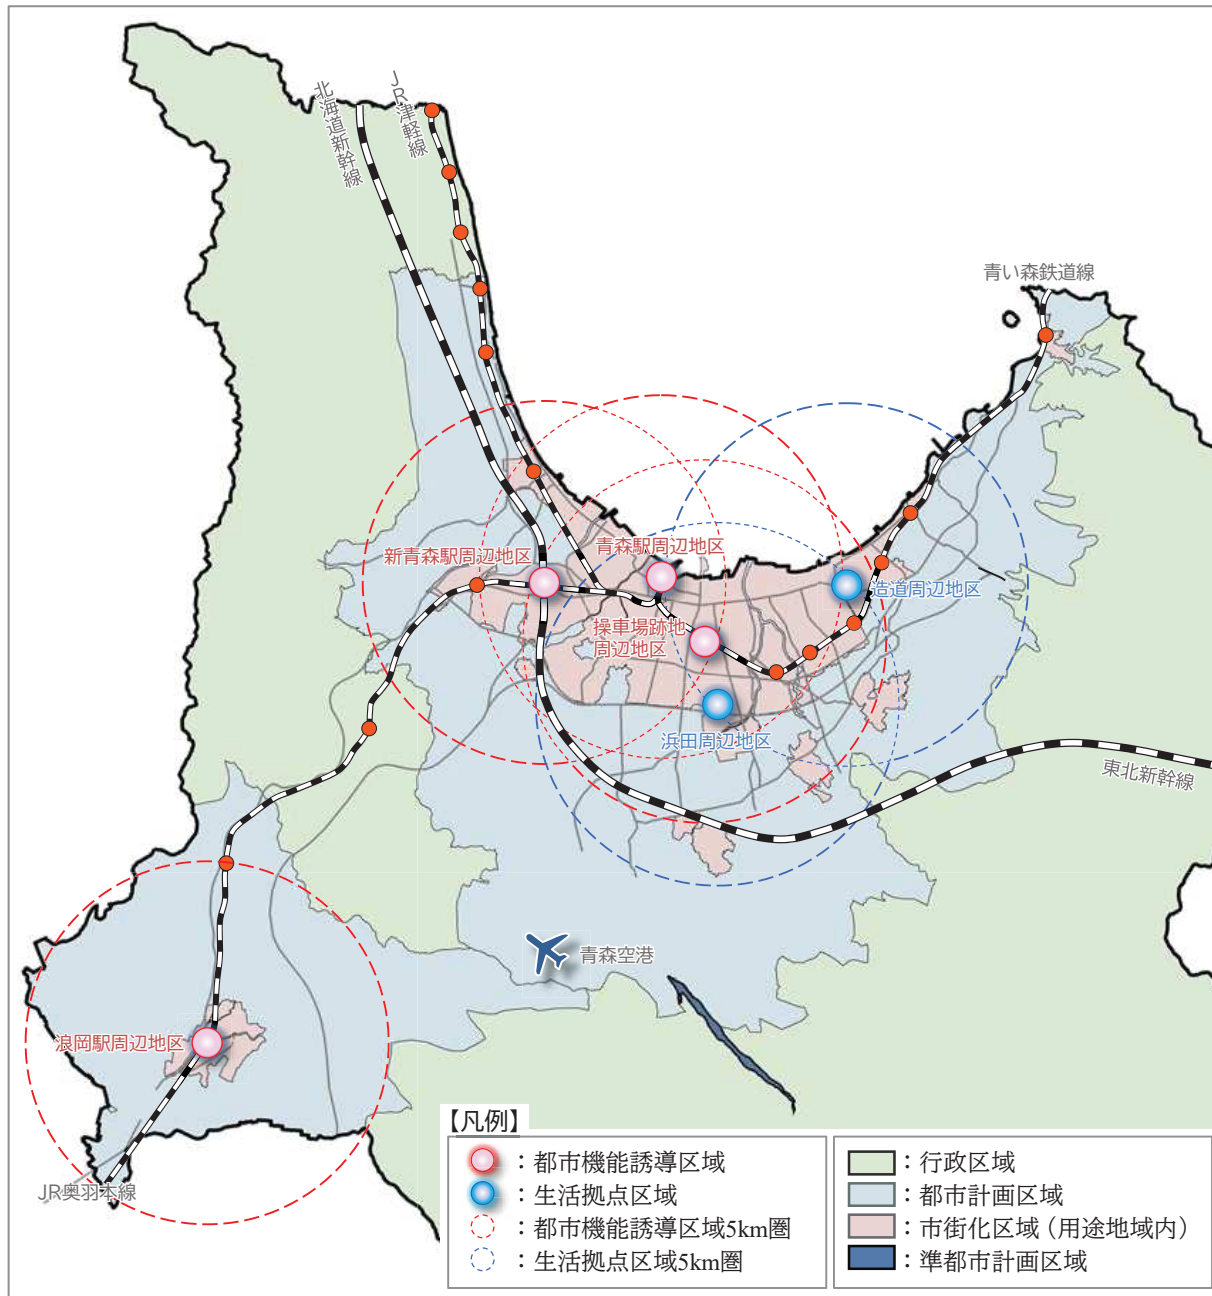 北海道新幹線
JR津軽線
青い森鉄道線
新青森駅周辺地区
青森駅周辺地区
造道周辺地区
操車場跡地
周辺地区
浜田周辺地区
東北新幹線
青森空港
浪岡駅周辺地区
JR奥羽本線
【凡例】
：都市機能誘導区域
：生活拠点区域
：都市機能誘導区域5km圏
：生活拠点区域5km圏
：行政区域
：都市計画区域
：市街化区域（用途地域内）
：準都市計画区域